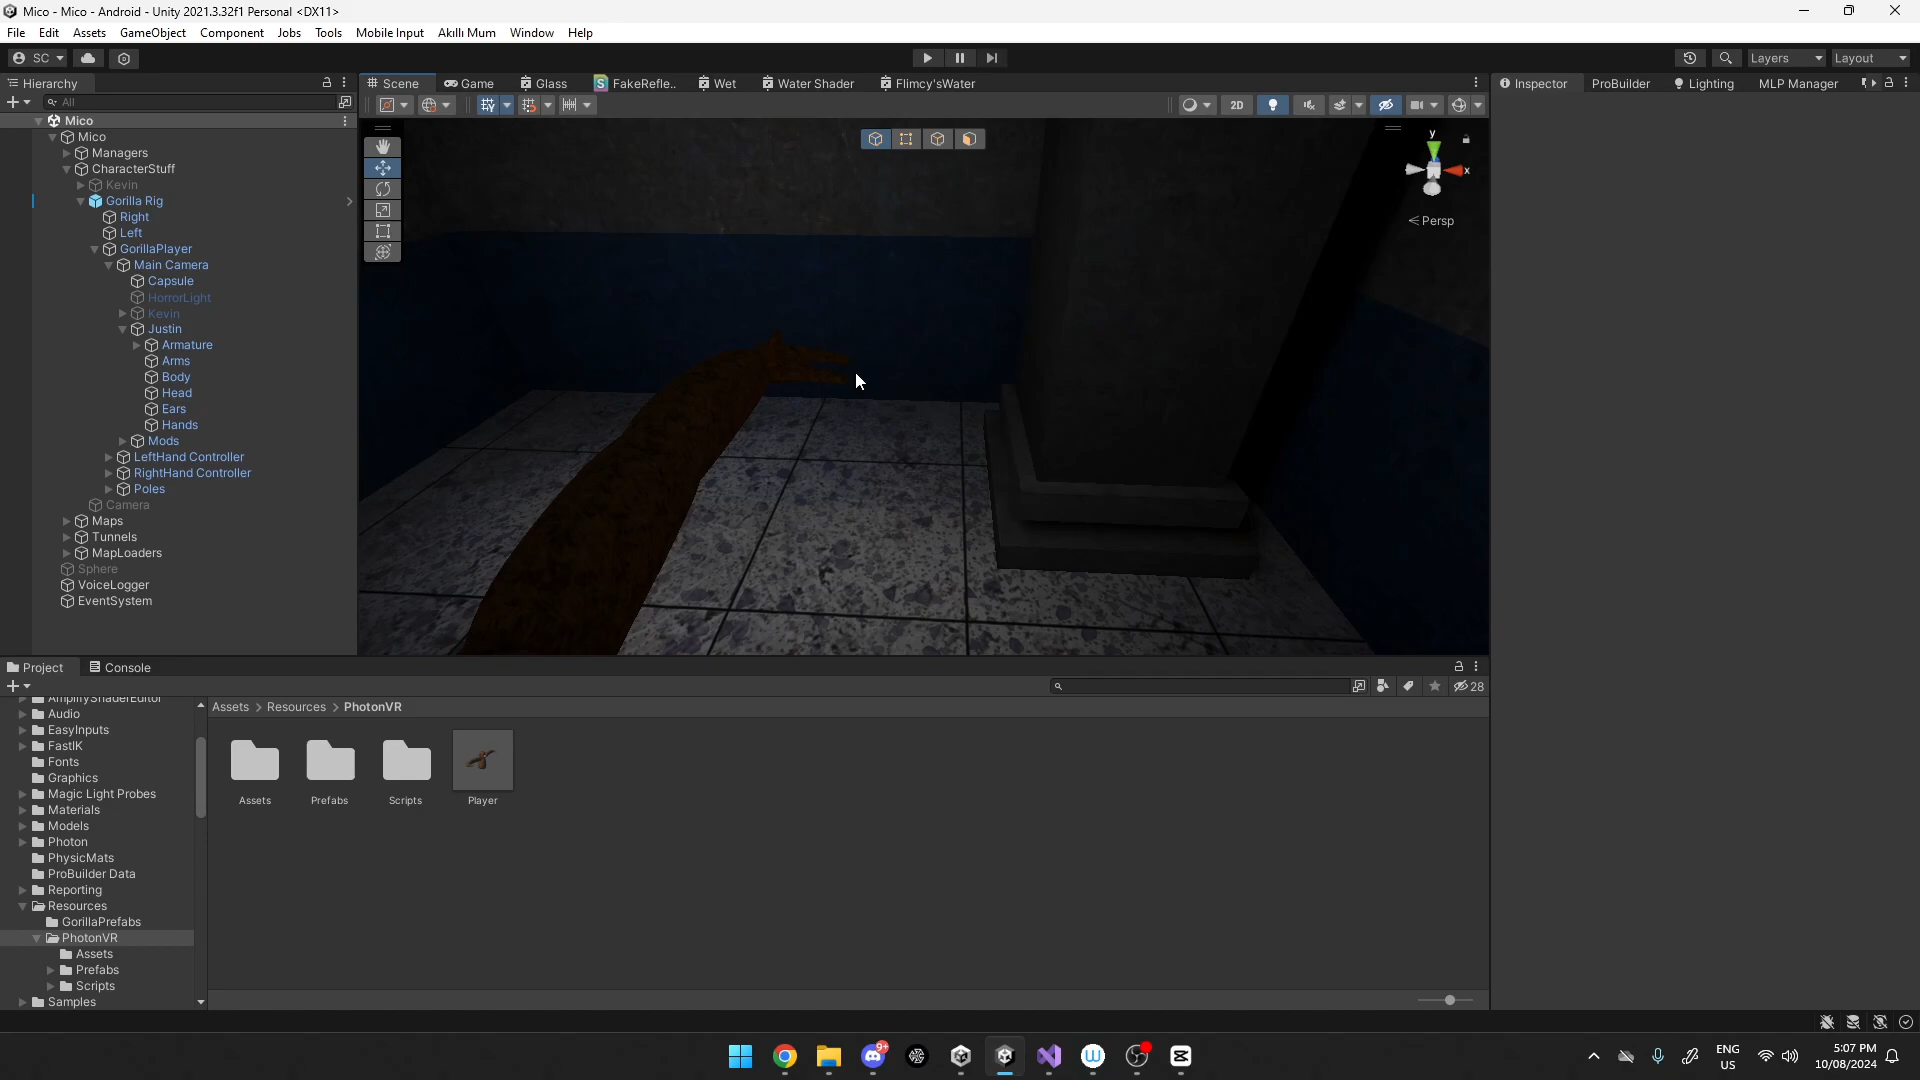 Mico - Mico - Android - Unity 2021.3.32f1 Personal <DX11>
File Edit Assets GameObject Component Jobs Tools Mobile Input Akıllı Mum Window Help
SC Layers Layout
Hierarchy Scene Game Glass FakeRefle.. Wet Water Shader Flimcy'sWater Inspector ProBuilder Lighting MLP Manager
All 2D
Mico
Mico
Managers
CharacterStuff
Kevin
Gorilla Rig
Right
Left
GorillaPlayer
Main Camera
Capsule
HorrorLight
Kevin
Justin
Armature
Arms
Body
Head
Ears
Hands
Mods
LeftHand Controller
RightHand Controller
Poles
Camera
Maps
Tunnels
MapLoaders
Sphere
VoiceLogger
EventSystem
y
x
Persp
Project Console
28
AmplifyShaderEditor
Audio
EasyInputs
FastIK
Fonts
Graphics
Magic Light Probes
Materials
Models
Photon
PhysicMats
ProBuilder Data
Reporting
Resources
GorillaPrefabs
PhotonVR
Assets
Prefabs
Scripts
Samples
Assets > Resources > PhotonVR
Assets Prefabs Scripts Player
9+
ENG
US
5:07 PM
10/08/2024